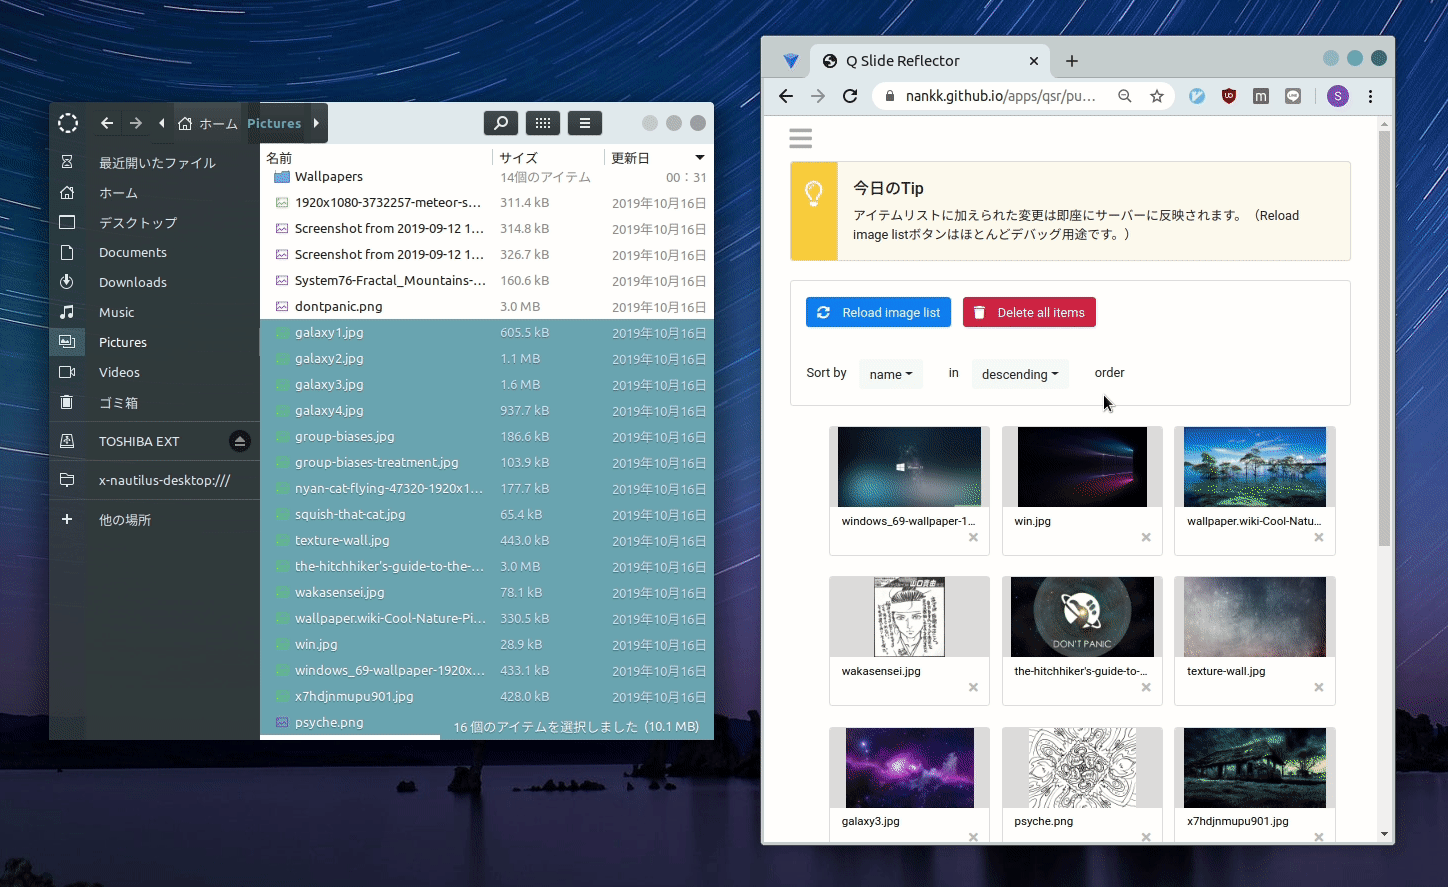 ホーム
Pictures
最近開いたファイル
ホーム
デスクトップ
Documents
Downloads
Music
Pictures
Videos
ゴミ箱
TOSHIBA EXT
x-nautilus-desktop:///
他の場所
名前 サイズ 更新日
Wallpapers 14個のアイテム 00：31
1920x1080-3732257-meteor-s... 311.4 kB 2019年10月16日
Screenshot from 2019-09-12 1... 314.8 kB 2019年10月16日
Screenshot from 2019-09-12 1... 326.7 kB 2019年10月16日
System76-Fractal_Mountains-... 160.6 kB 2019年10月16日
dontpanic.png 3.0 MB 2019年10月16日
galaxy1.jpg 605.5 kB 2019年10月16日
galaxy2.jpg 1.1 MB 2019年10月16日
galaxy3.jpg 1.6 MB 2019年10月16日
galaxy4.jpg 937.7 kB 2019年10月16日
group-biases.jpg 186.6 kB 2019年10月16日
group-biases-treatment.jpg 103.9 kB 2019年10月16日
nyan-cat-flying-47320-1920x1... 177.7 kB 2019年10月16日
squish-that-cat.jpg 65.4 kB 2019年10月16日
texture-wall.jpg 443.0 kB 2019年10月16日
the-hitchhiker's-guide-to-the-... 3.0 MB 2019年10月16日
wakasensei.jpg 78.1 kB 2019年10月16日
wallpaper.wiki-Cool-Nature-Pi... 330.5 kB 2019年10月16日
win.jpg 28.9 kB 2019年10月16日
windows_69-wallpaper-1920x... 433.1 kB 2019年10月16日
x7hdjnmupu901.jpg 428.0 kB 2019年10月16日
psyche.png
16 個のアイテムを選択しました (10.1 MB)
Q Slide Reflector
nankk.github.io/apps/qsr/pu...
S
今日のTip
アイテムリストに加えられた変更は即座にサーバーに反映されます。（Reload
image listボタンはほとんどデバッグ用途です。）
Reload image list
Delete all items
Sort by name in descending order
windows_69-wallpaper-1...
win.jpg
wallpaper.wiki-Cool-Natu...
山口貴由
DON'T PANIC
wakasensei.jpg
the-hitchhiker's-guide-to-...
texture-wall.jpg
galaxy3.jpg
psyche.png
x7hdjnmupu901.jpg